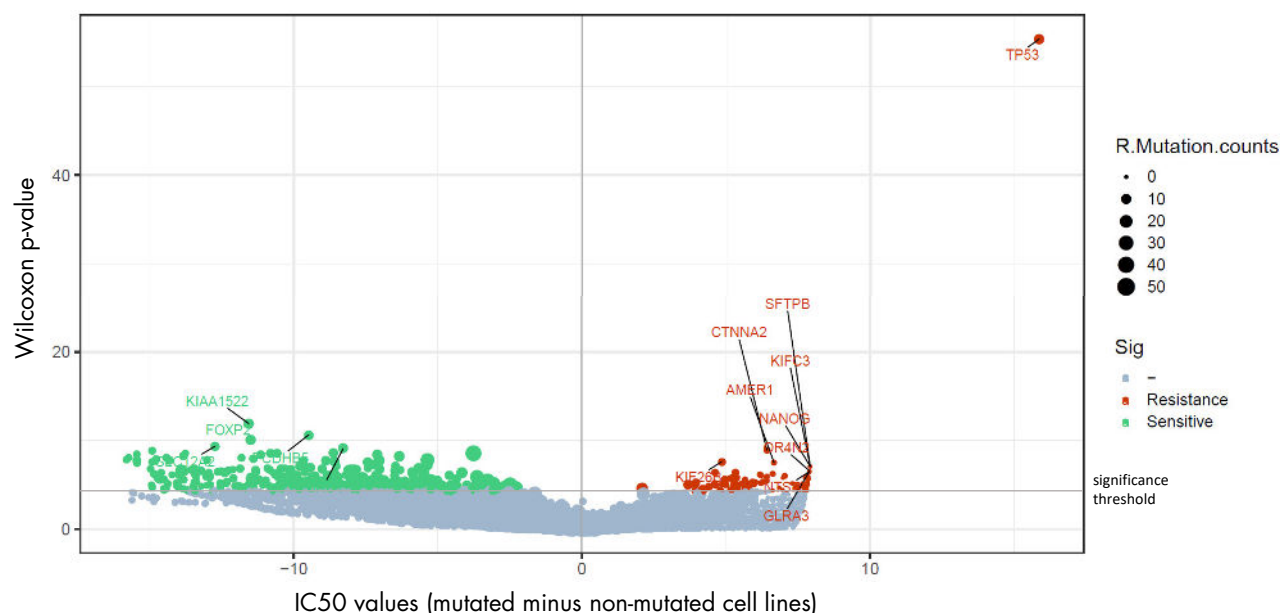 TP53
R.Mutation.counts
0
10
20
30
40
50
Sig
–
Resistance
Sensitive
Wilcoxon p-value
40
20
0
SFTPB
CTNNA2
KIFC3
AMER1
NANOG
KIAA1522
FOXP2
significance
threshold
GLRA3
−10
0
10
IC50 values (mutated minus non-mutated cell lines)